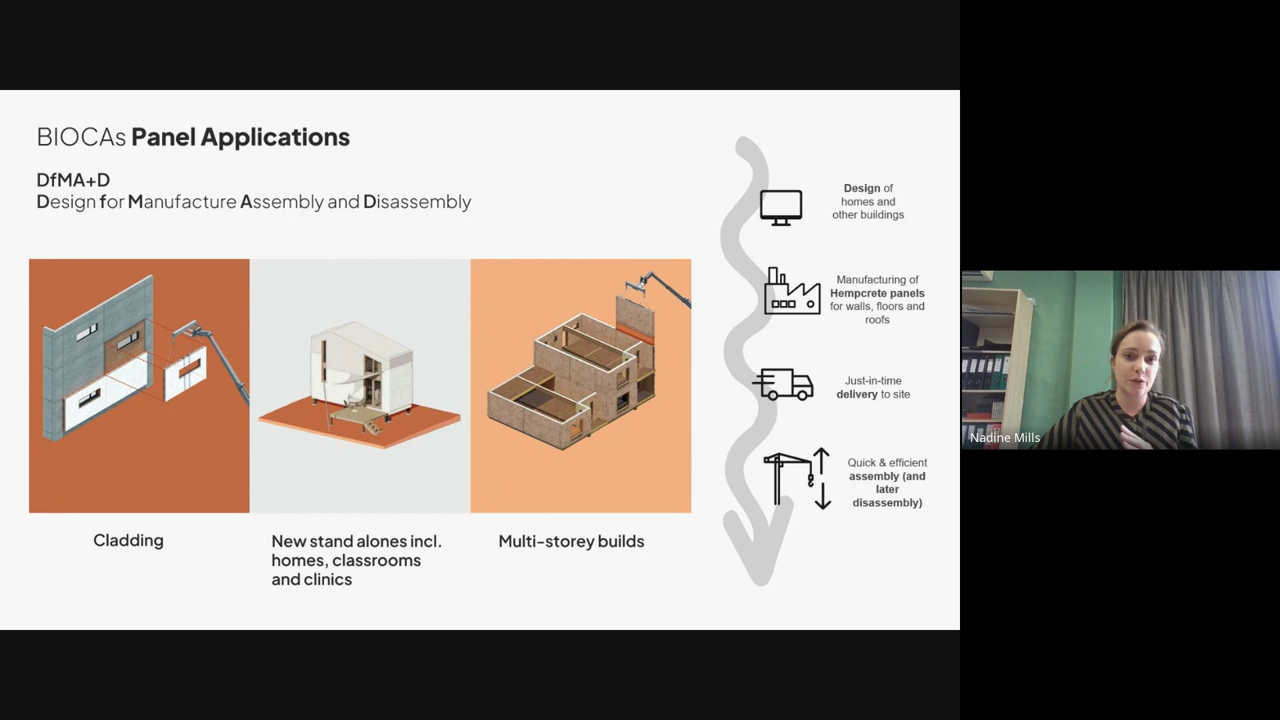 BIOCAs Panel Applications
DfMA+D
Design for Manufacture Assembly and Disassembly
Cladding
New stand alones incl.
homes, classrooms
and clinics
Multi-storey builds
Design of
homes and
other buildings
Manufacturing of
Hempcrete panels
for walls, floors and
roofs
Just-in-time
delivery to site
Quick & efficient
assembly (and
later
disassembly)
Nadine Mills